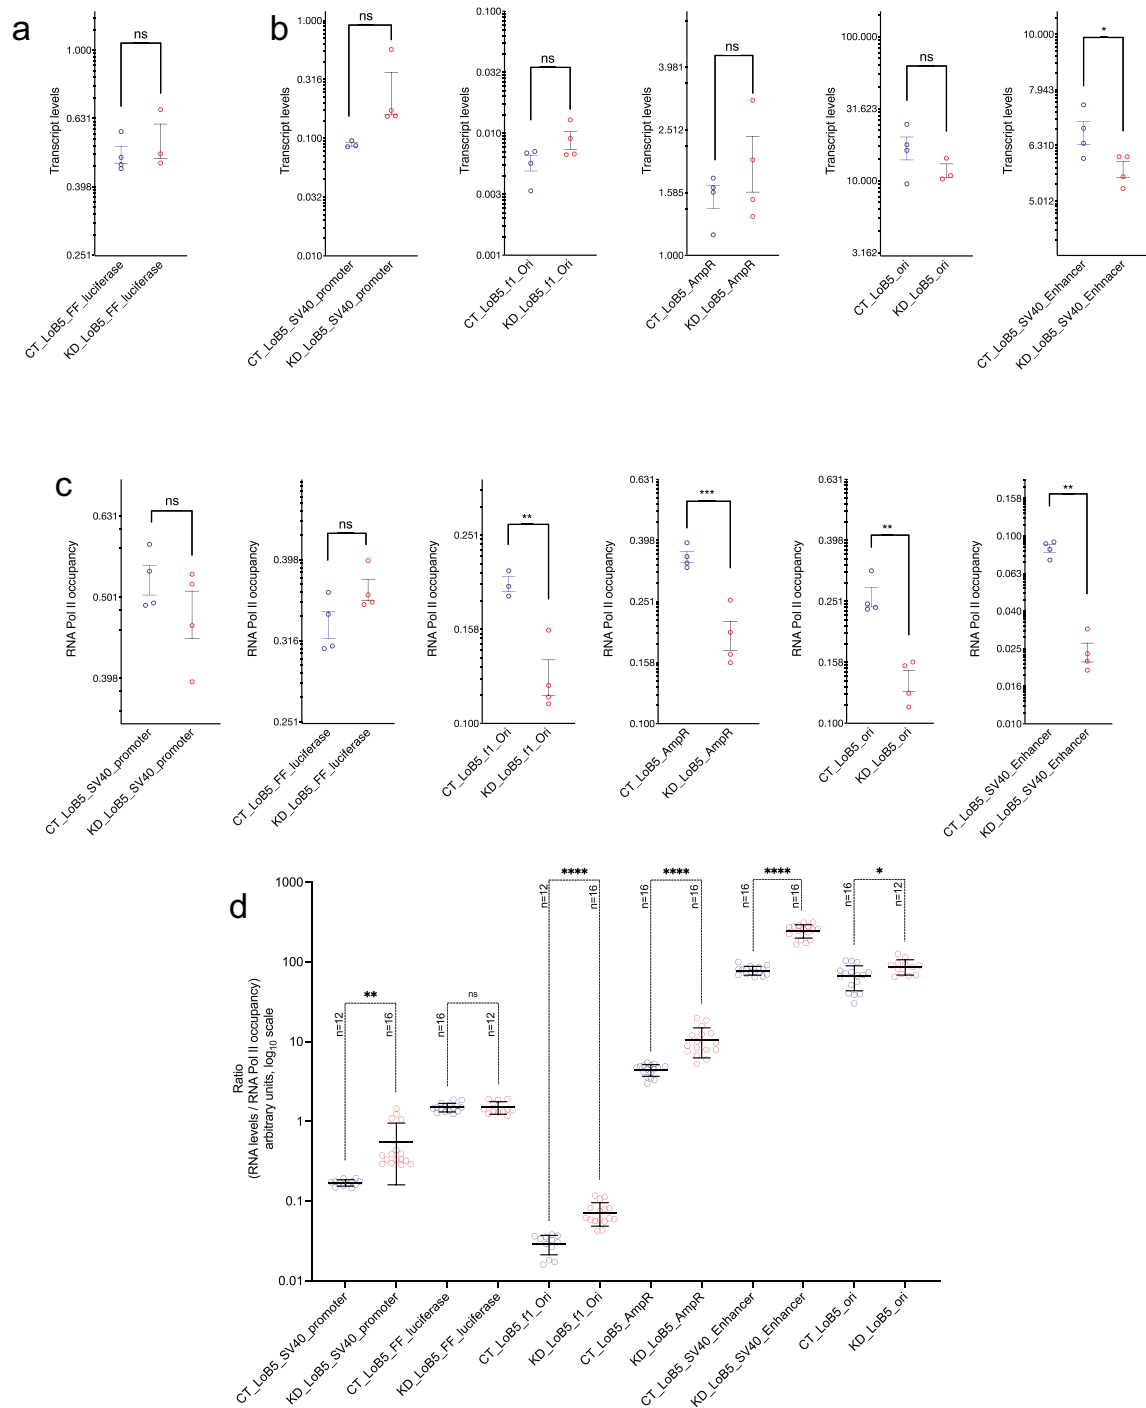 a
Transcript levels
1.000
0.631
0.398
0.251
ns
CT_LoB5_FF_luciferase
KD_LoB5_FF_luciferase
b
Transcript levels
1.000
0.316
0.100
0.032
0.010
ns
CT_LoB5_SV40_promoter
KD_LoB5_SV40_promoter
Transcript levels
0.100
0.032
0.010
0.003
0.001
ns
CT_LoB5_f1_Ori
KD_LoB5_f1_Ori
Transcript levels
3.981
2.512
1.585
1.000
ns
CT_LoB5_AmpR
KD_LoB5_AmpR
Transcript levels
100.000
31.623
10.000
3.162
ns
CT_LoB5_ori
KD_LoB5_ori
Transcript levels
10.000
7.943
6.310
5.012
*
CT_LoB5_SV40_Enhancer
KD_LoB5_SV40_Enhnacer
c
RNA Pol II occupancy
0.631
0.501
0.398
ns
CT_LoB5_SV40_promoter
KD_LoB5_SV40_promoter
RNA Pol II occupancy
0.398
0.316
0.251
ns
CT_LoB5_FF_luciferase
KD_LoB5_FF_luciferase
RNA Pol II occupancy
0.251
0.158
0.100
**
CT_LoB5_f1_Ori
KD_LoB5_f1_Ori
RNA Pol II occupancy
0.631
0.398
0.251
0.158
0.100
***
CT_LoB5_AmpR
KD_LoB5_AmpR
RNA Pol II occupancy
0.631
0.398
0.251
0.158
0.100
**
CT_LoB5_ori
KD_LoB5_ori
RNA Pol II occupancy
0.158
0.100
0.063
0.040
0.025
0.016
0.010
**
CT_LoB5_SV40_Enhancer
KD_LoB5_SV40_Enhancer
d
Ratio
(RNA levels / RNA Pol II occupancy)
arbitrary units, log10 scale
1000
100
10
1
0.1
0.01
**
n=12
n=16
ns
n=16
n=12
****
n=12
n=16
****
n=16
n=16
****
n=16
n=16
*
n=16
n=12
CT_LoB5_SV40_promoter
KD_LoB5_SV40_promoter
CT_LoB5_FF_luciferase
KD_LoB5_FF_luciferase
CT_LoB5_f1_Ori
KD_LoB5_f1_Ori
CT_LoB5_AmpR
KD_LoB5_AmpR
CT_LoB5_SV40_Enhancer
KD_LoB5_SV40_Enhancer
CT_LoB5_ori
KD_LoB5_ori